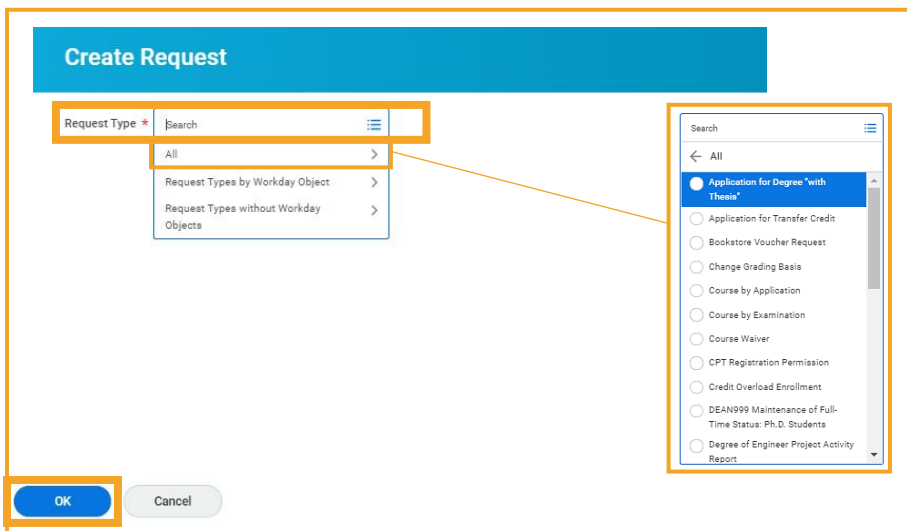 Create Request
Request Type *
Search
All
Request Types by Workday Object
Request Types without Workday
Objects
Search
All
Application for Degree "with
Thesis"
Application for Transfer Credit
Bookstore Voucher Request
Change Grading Basis
Course by Application
Course by Examination
Course Waiver
CPT Registration Permission
Credit Overload Enrollment
DEAN999 Maintenance of Full-
Time Status: Ph.D. Students
Degree of Engineer Project Activity
Report
OK
Cancel